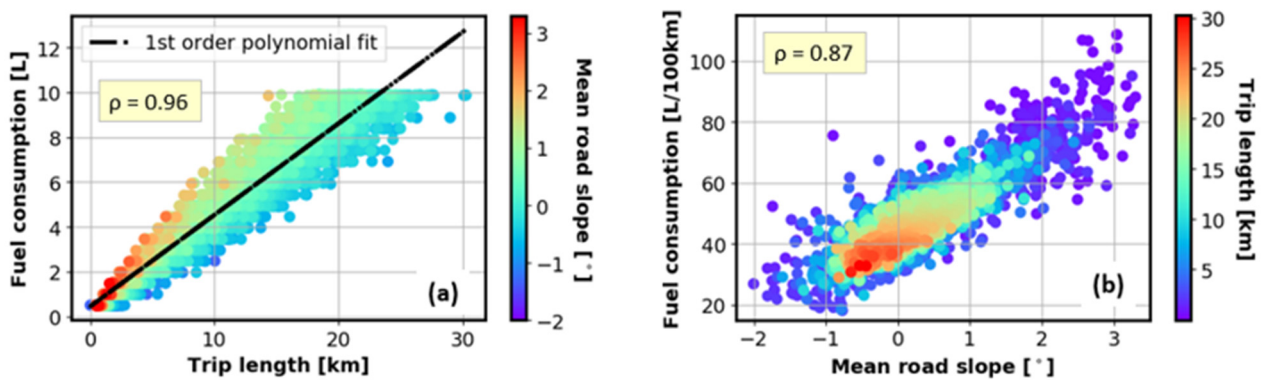 1st order polynomial fit
ρ = 0.96
(a)
Fuel consumption [L]
0
2
4
6
8
10
12
0 10 20 30
Trip length [km]
3
2
1
0
−1
−2
Mean road slope [°]
ρ = 0.87
(b)
Fuel consumption [L/100km]
20
40
60
80
100
−2 −1 0 1 2 3
Mean road slope [°]
30
25
20
15
10
5
Trip length [km]